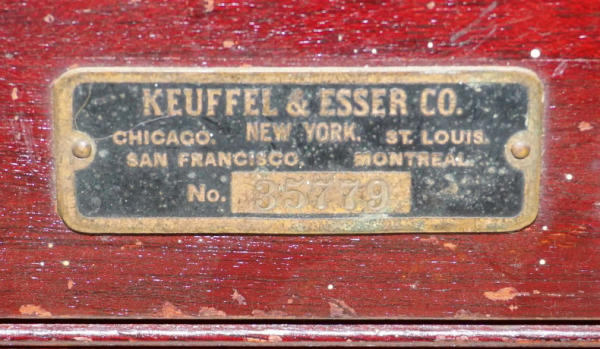 KEUFFEL & ESSER CO.
CHICAGO. NEW YORK. ST. LOUIS.
SAN FRANCISCO, MONTREAL.
No. 35779